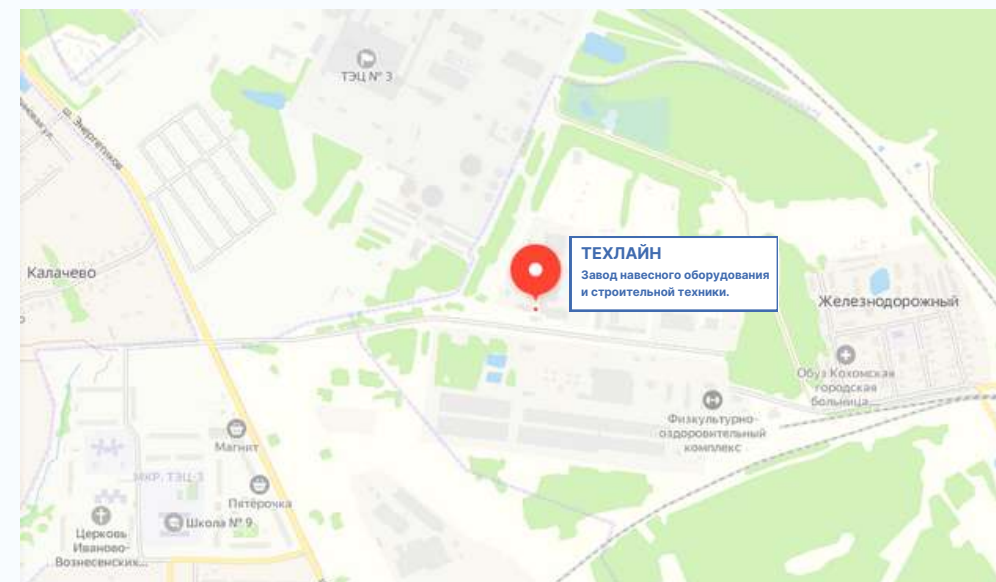 ТЭЦ № 3
ш. Энергетиков
ТЕХЛАЙН
Завод навесного оборудования
и строительной техники.
Калачево
Железнодорожный
Обуз Кохомская
городская
больница...
Физкультурно-
оздоровительный
комплекс
Магнит
мкр. ТЭЦ-3
Пятёрочка
Школа № 9
Церковь
Иваново-
Вознесенских...